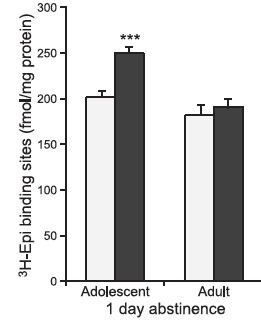 ³H-Epi binding sites (fmol/mg protein)
300
250
200
150
100
50
0
***
Adolescent Adult
1 day abstinence